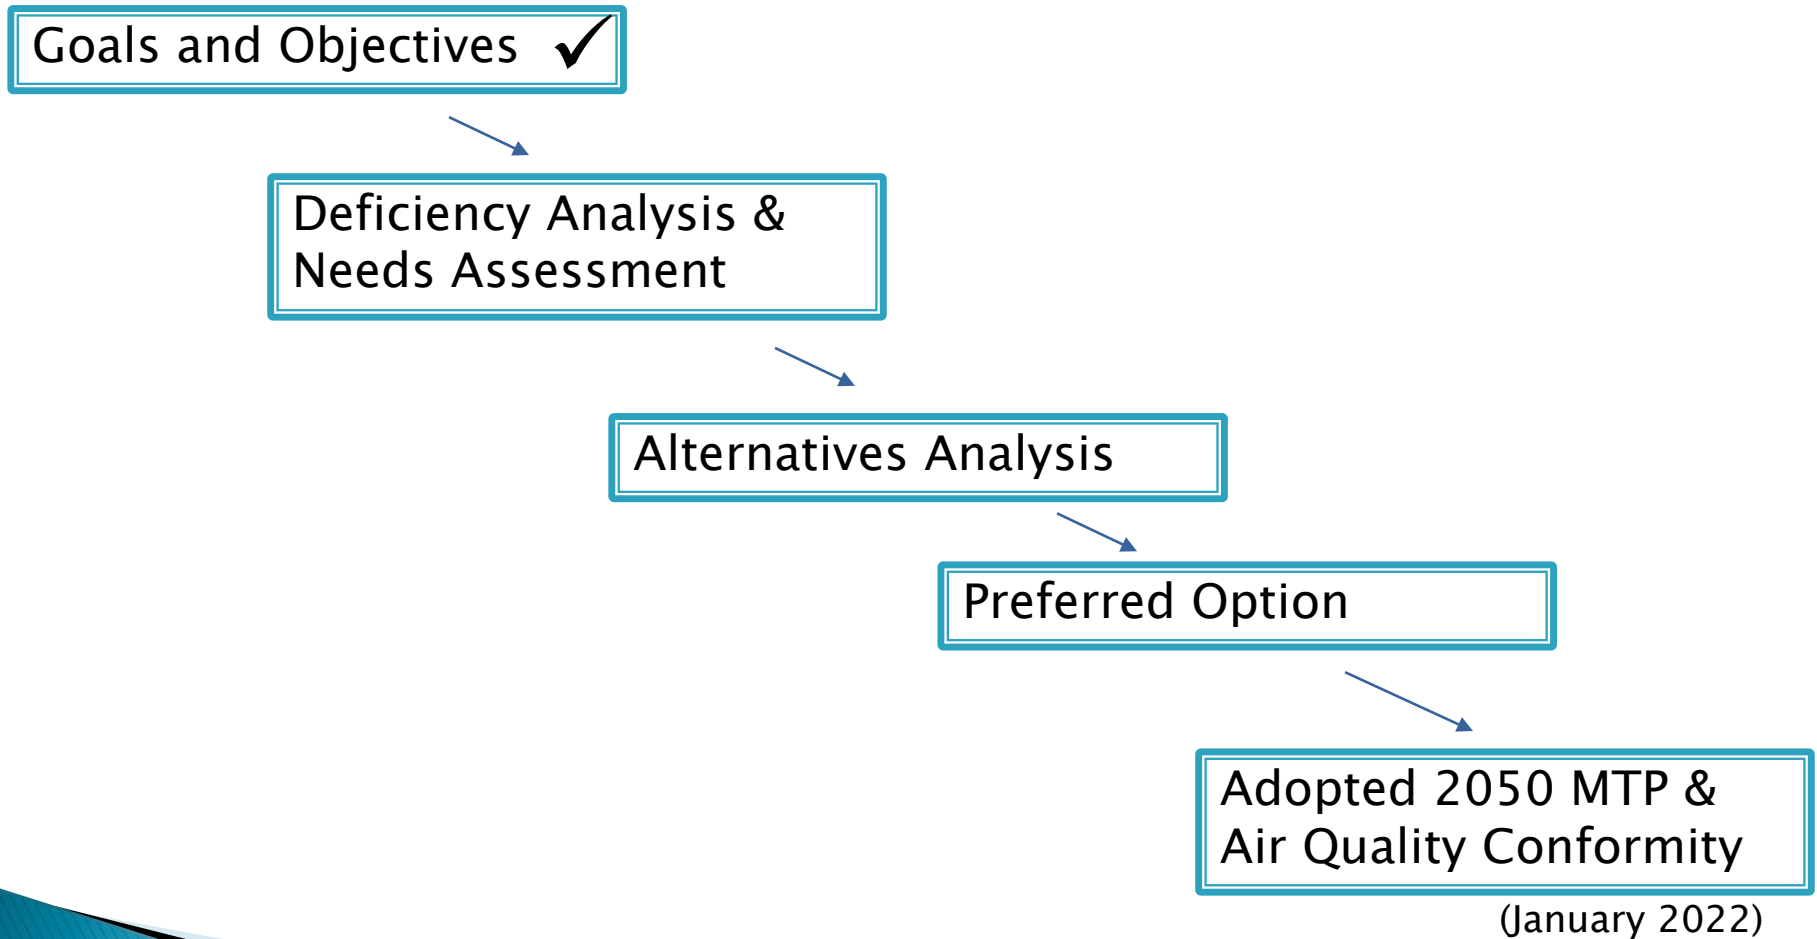 Goals and Objectives ✓
Deficiency Analysis &
Needs Assessment
Alternatives Analysis
Preferred Option
Adopted 2050 MTP &
Air Quality Conformity
(January 2022)